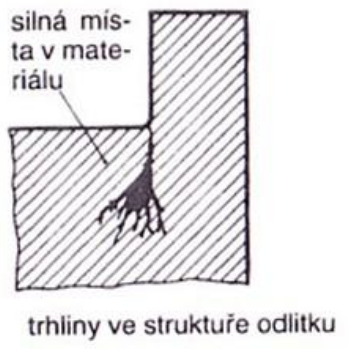 silná mís-
ta v mate-
riálu
trhliny ve struktuře odlitku